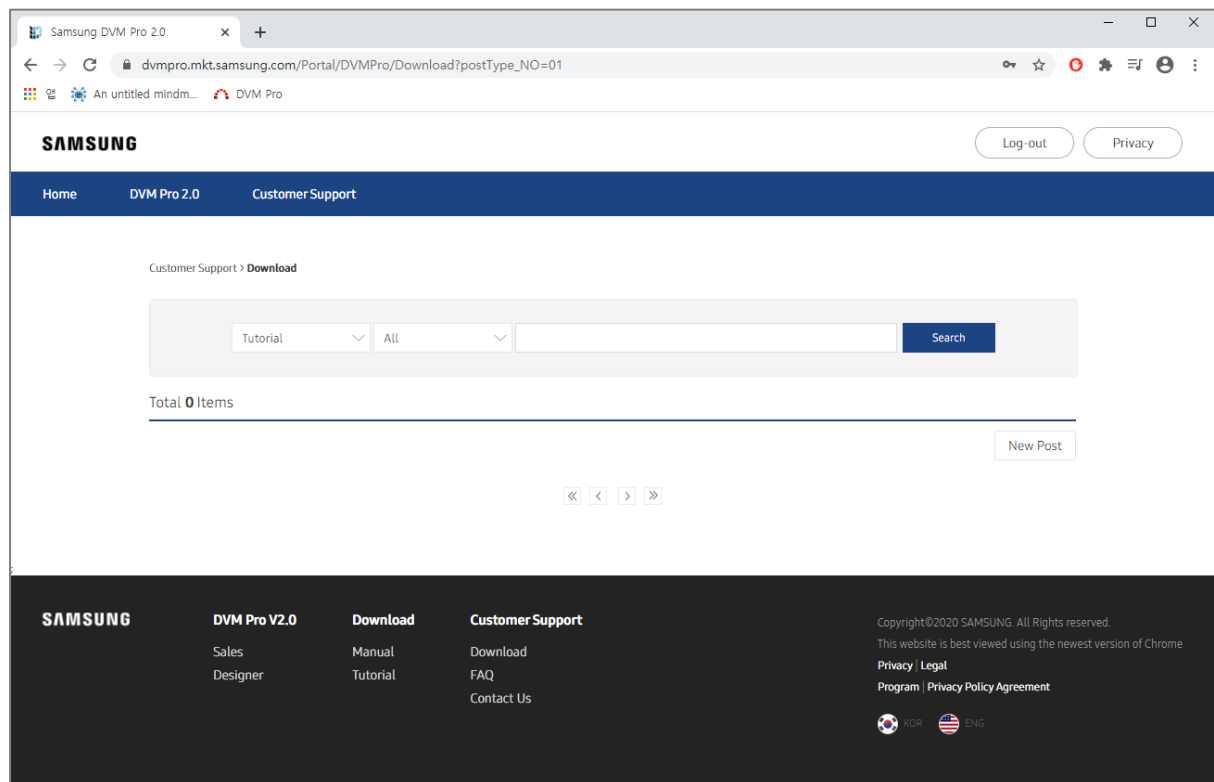 Samsung DVM Pro 2.0
dvmpro.mkt.samsung.com/Portal/DVMPro/Download?postType_NO=01
앱 An untitled mindm... DVM Pro
SAMSUNG Log-out Privacy
Home DVM Pro 2.0 Customer Support
Customer Support > Download
Tutorial All Search
Total 0 Items
New Post
SAMSUNG
DVM Pro V2.0
Sales
Designer
Download
Manual
Tutorial
Customer Support
Download
FAQ
Contact Us
Copyright©2020 SAMSUNG. All Rights reserved.
This website is best viewed using the newest version of Chrome
Privacy | Legal
Program | Privacy Policy Agreement
KOR ENG